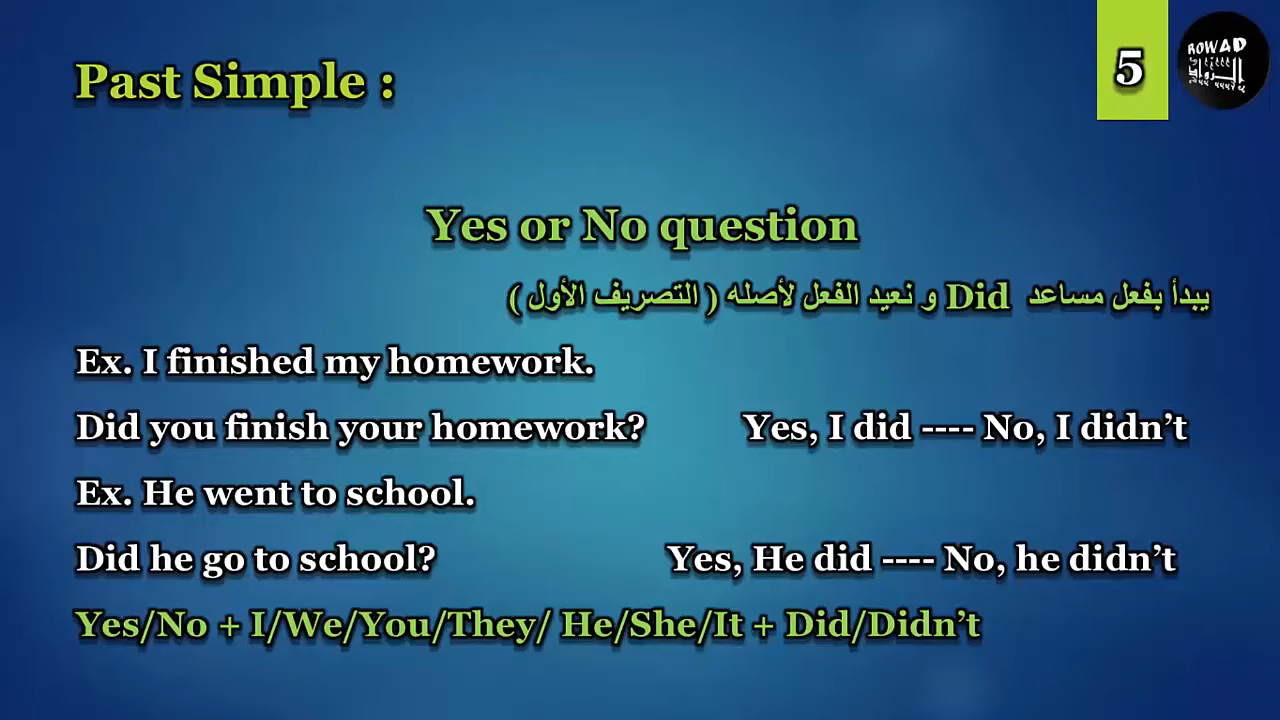 Past Simple :
5
ROWAD
الرواد
Yes or No question
يبدأ بفعل مساعد Did و نعيد الفعل لأصله ( التصريف الأول )
Ex. I finished my homework.
Did you finish your homework? Yes, I did ---- No, I didn’t
Ex. He went to school.
Did he go to school? Yes, He did ---- No, he didn’t
Yes/No + I/We/You/They/ He/She/It + Did/Didn’t